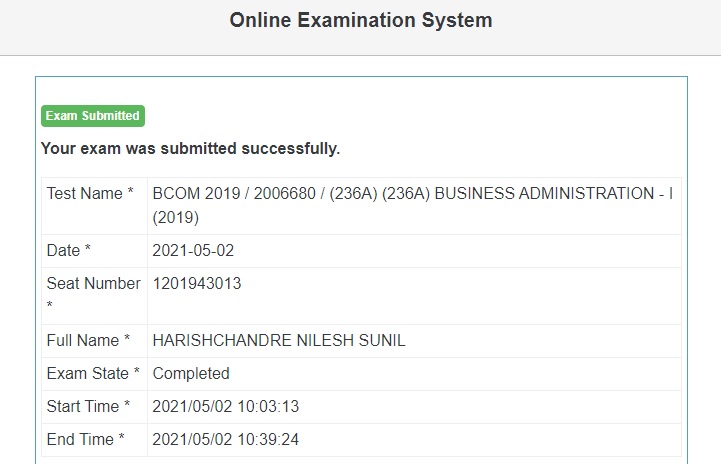 Online Examination System
Exam Submitted
Your exam was submitted successfully.
Test Name * BCOM 2019 / 2006680 / (236A) (236A) BUSINESS ADMINISTRATION - I
(2019)
Date * 2021-05-02
Seat Number 1201943013
*
Full Name * HARISHCHANDRE NILESH SUNIL
Exam State * Completed
Start Time * 2021/05/02 10:03:13
End Time * 2021/05/02 10:39:24